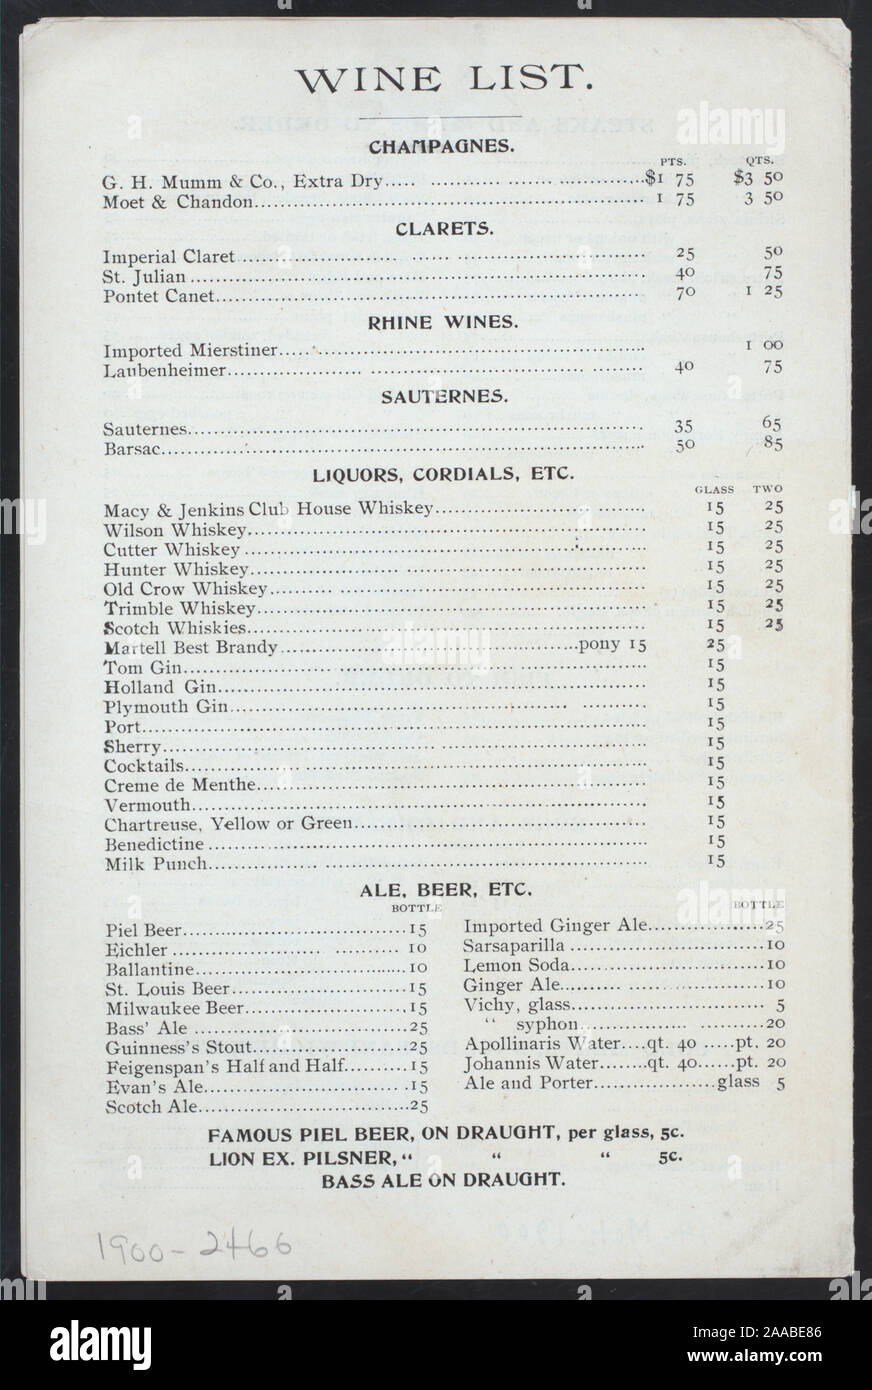 WINE LIST.
CHAMPAGNES.
PTS. QTS.
G. H. Mumm & Co., Extra Dry..... $1 75 $3 50
Moet & Chandon..... 1 75 3 50
CLARETS.
Imperial Claret..... 25 50
St. Julian..... 40 75
Pontet Canet..... 70 1 25
RHINE WINES.
Imported Mierstiner..... 1 00
Laubenheimer..... 40 75
SAUTERNES.
Sauternes..... 35 65
Barsac..... 50 85
LIQUORS, CORDIALS, ETC.
GLASS TWO
Macy & Jenkins Club House Whiskey..... 15 25
Wilson Whiskey..... 15 25
Cutter Whiskey..... 15 25
Hunter Whiskey..... 15 25
Old Crow Whiskey..... 15 25
Trimble Whiskey..... 15 25
Scotch Whiskies..... 15 25
Martell Best Brandy.....pony 15 25
Tom Gin..... 15
Holland Gin..... 15
Plymouth Gin..... 15
Port..... 15
Sherry..... 15
Cocktails..... 15
Creme de Menthe..... 15
Vermouth..... 15
Chartreuse, Yellow or Green..... 15
Benedictine..... 15
Milk Punch..... 15
ALE, BEER, ETC.
BOTTLE
Piel Beer.....15
Eichler.....10
Ballantine.....10
St. Louis Beer.....15
Milwaukee Beer.....15
Bass' Ale.....25
Guinness's Stout.....25
Feigenspan's Half and Half.....15
Evan's Ale.....15
Scotch Ale.....25
BOTTLE
Imported Ginger Ale.....25
Sarsaparilla.....10
Lemon Soda.....10
Ginger Ale.....10
Vichy, glass..... 5
" syphon.....20
Apollinaris Water....qt. 40 .....pt. 20
Johannis Water........qt. 40......pt. 20
Ale and Porter.....glass 5
FAMOUS PIEL BEER, ON DRAUGHT, per glass, 5c.
LION EX. PILSNER, " " " 5c.
BASS ALE ON DRAUGHT.
1900-2466
alamy
Image ID: 2AABE86
www.alamy.com